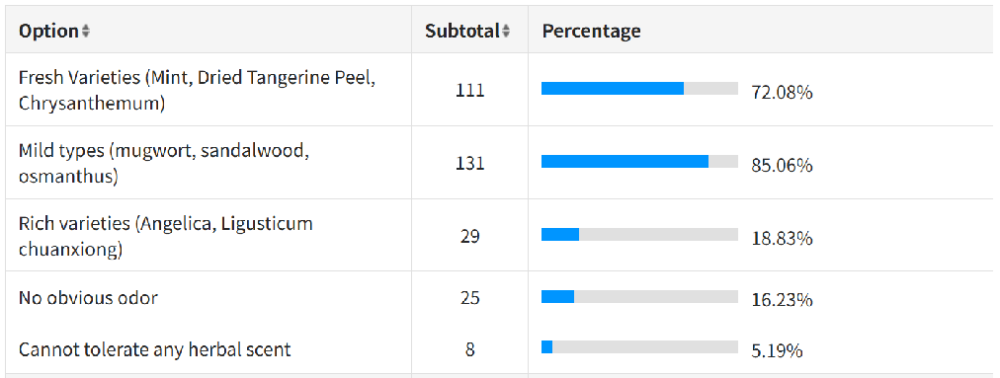 Option Subtotal Percentage
Fresh Varieties (Mint, Dried Tangerine Peel,
Chrysanthemum) 111 72.08%
Mild types (mugwort, sandalwood,
osmanthus) 131 85.06%
Rich varieties (Angelica, Ligusticum
chuanxiong) 29 18.83%
No obvious odor 25 16.23%
Cannot tolerate any herbal scent 8 5.19%